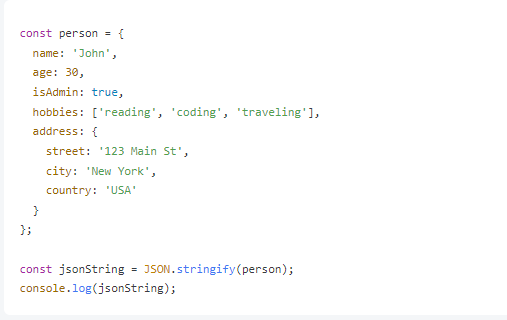 const person = {
  name: 'John',
  age: 30,
  isAdmin: true,
  hobbies: ['reading', 'coding', 'traveling'],
  address: {
    street: '123 Main St',
    city: 'New York',
    country: 'USA'
  }
};

const jsonString = JSON.stringify(person);
console.log(jsonString);